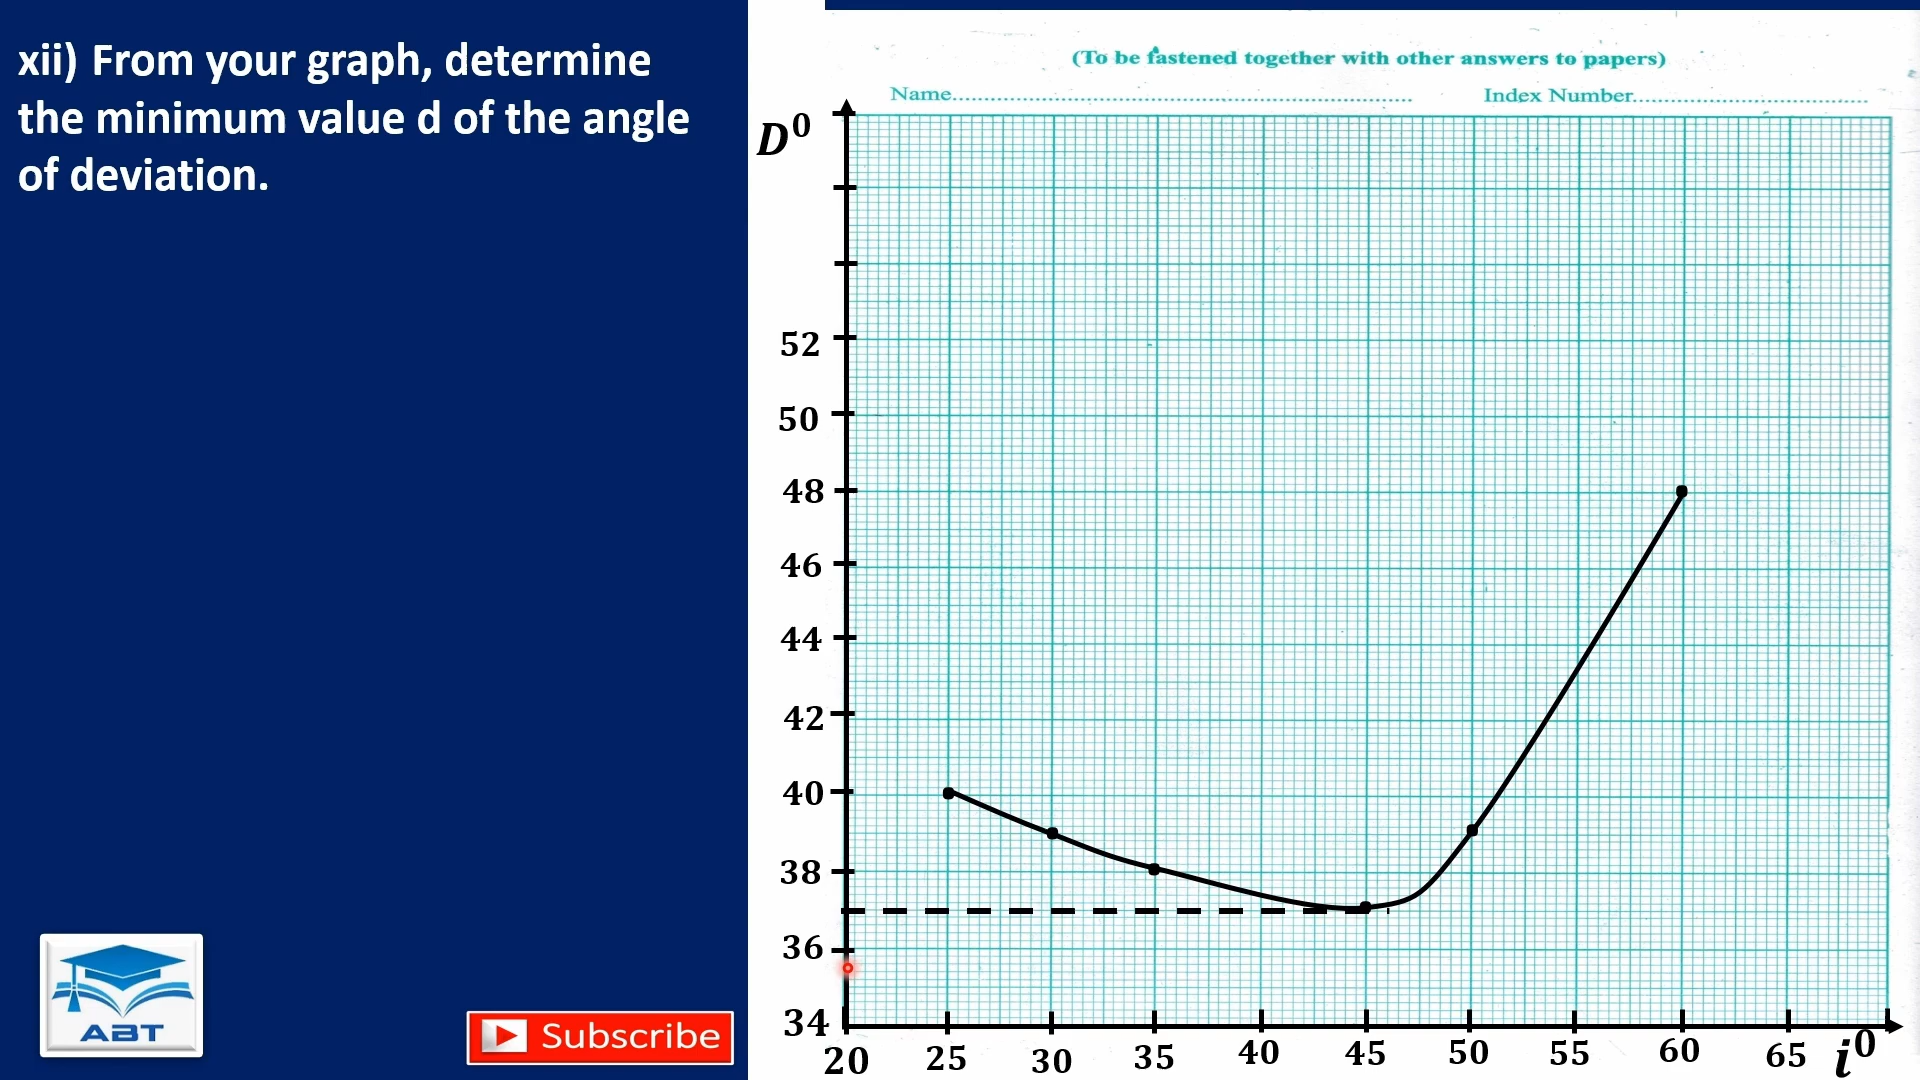 xii) From your graph, determine
the minimum value d of the angle
of deviation.
(To be fastened together with other answers to papers)
Name............................................................ Index Number........................................
D⁰
52
50
48
46
44
42
40
38
36
34
20 25 30 35 40 45 50 55 60 65 i⁰
ABT
Subscribe